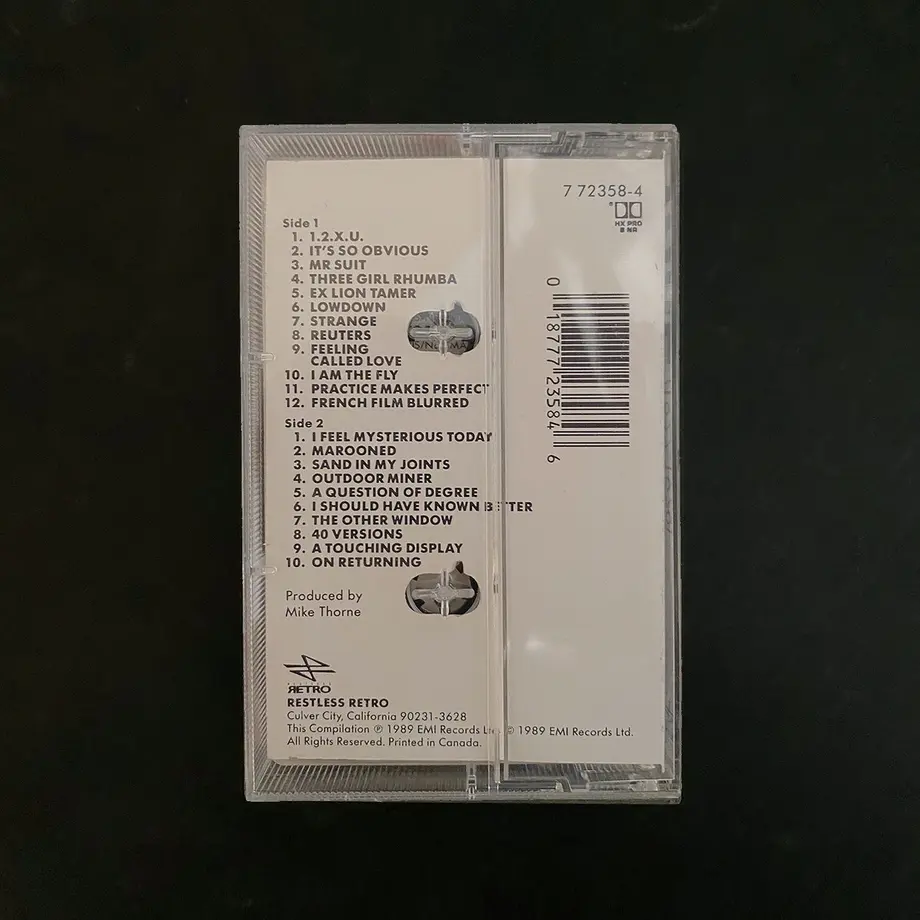 7 72358-4
HX PRO
B NR
Side 1
1. 1.2.X.U.
2. IT'S SO OBVIOUS
3. MR SUIT
4. THREE GIRL RHUMBA
5. EX LION TAMER
6. LOWDOWN
7. STRANGE
8. REUTERS
9. FEELING
CALLED LOVE
10. I AM THE FLY
11. PRACTICE MAKES PERFECT
12. FRENCH FILM BLURRED
Side 2
1. I FEEL MYSTERIOUS TODAY
2. MAROONED
3. SAND IN MY JOINTS
4. OUTDOOR MINER
5. A QUESTION OF DEGREE
6. I SHOULD HAVE KNOWN BETTER
7. THE OTHER WINDOW
8. 40 VERSIONS
9. A TOUCHING DISPLAY
10. ON RETURNING
Produced by
Mike Thorne
RETRO
RESTLESS RETRO
Culver City, California 90231-3628
This Compilation ℗ 1989 EMI Records Ltd. © 1989 EMI Records Ltd.
All Rights Reserved. Printed in Canada.
0 18777 23584 6